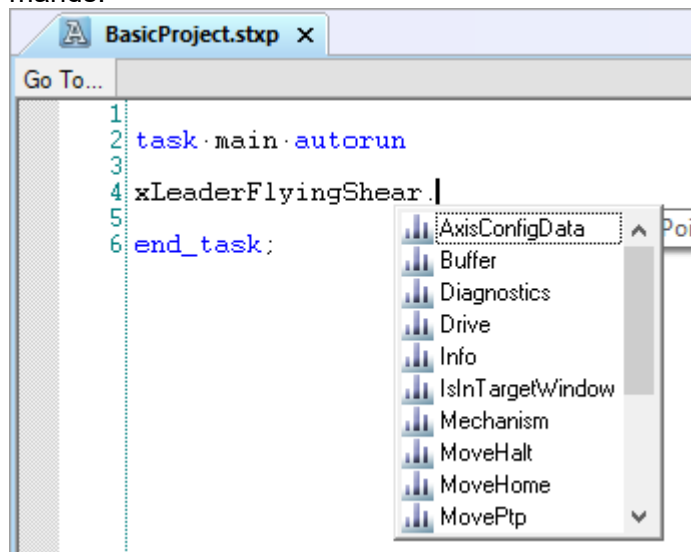 BasicProject.stxp x
Go To...
1
2 task main autorun
3
4 xLeaderFlyingShear.
5
6 end_task;
AxisConfigData
Buffer
Diagnostics
Drive
Info
IsInTargetWindow
Mechanism
MoveHalt
MoveHome
MovePtp
Poi